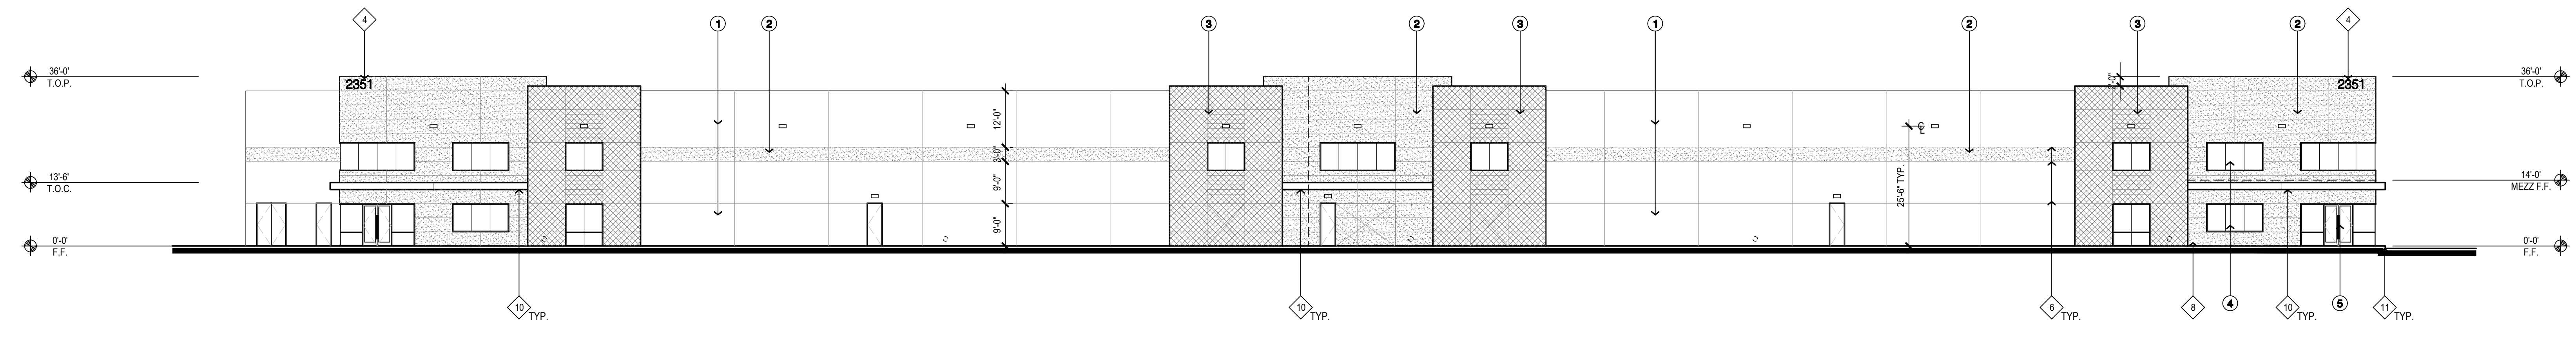 4
1
2
3
2
3
1
2
3
2
4
36'-0"
T.O.P.
2351
2'-0"
2351
36'-0"
T.O.P.
12'-0"
℄
3'-0"
13'-6"
T.O.C.
9'-0"
25'-6" TYP.
14'-0"
MEZZ F.F.
9'-0"
0'-0"
F.F.
0'-0"
F.F.
10 TYP.
10 TYP.
6 TYP.
8
4
10 TYP.
5
11 TYP.